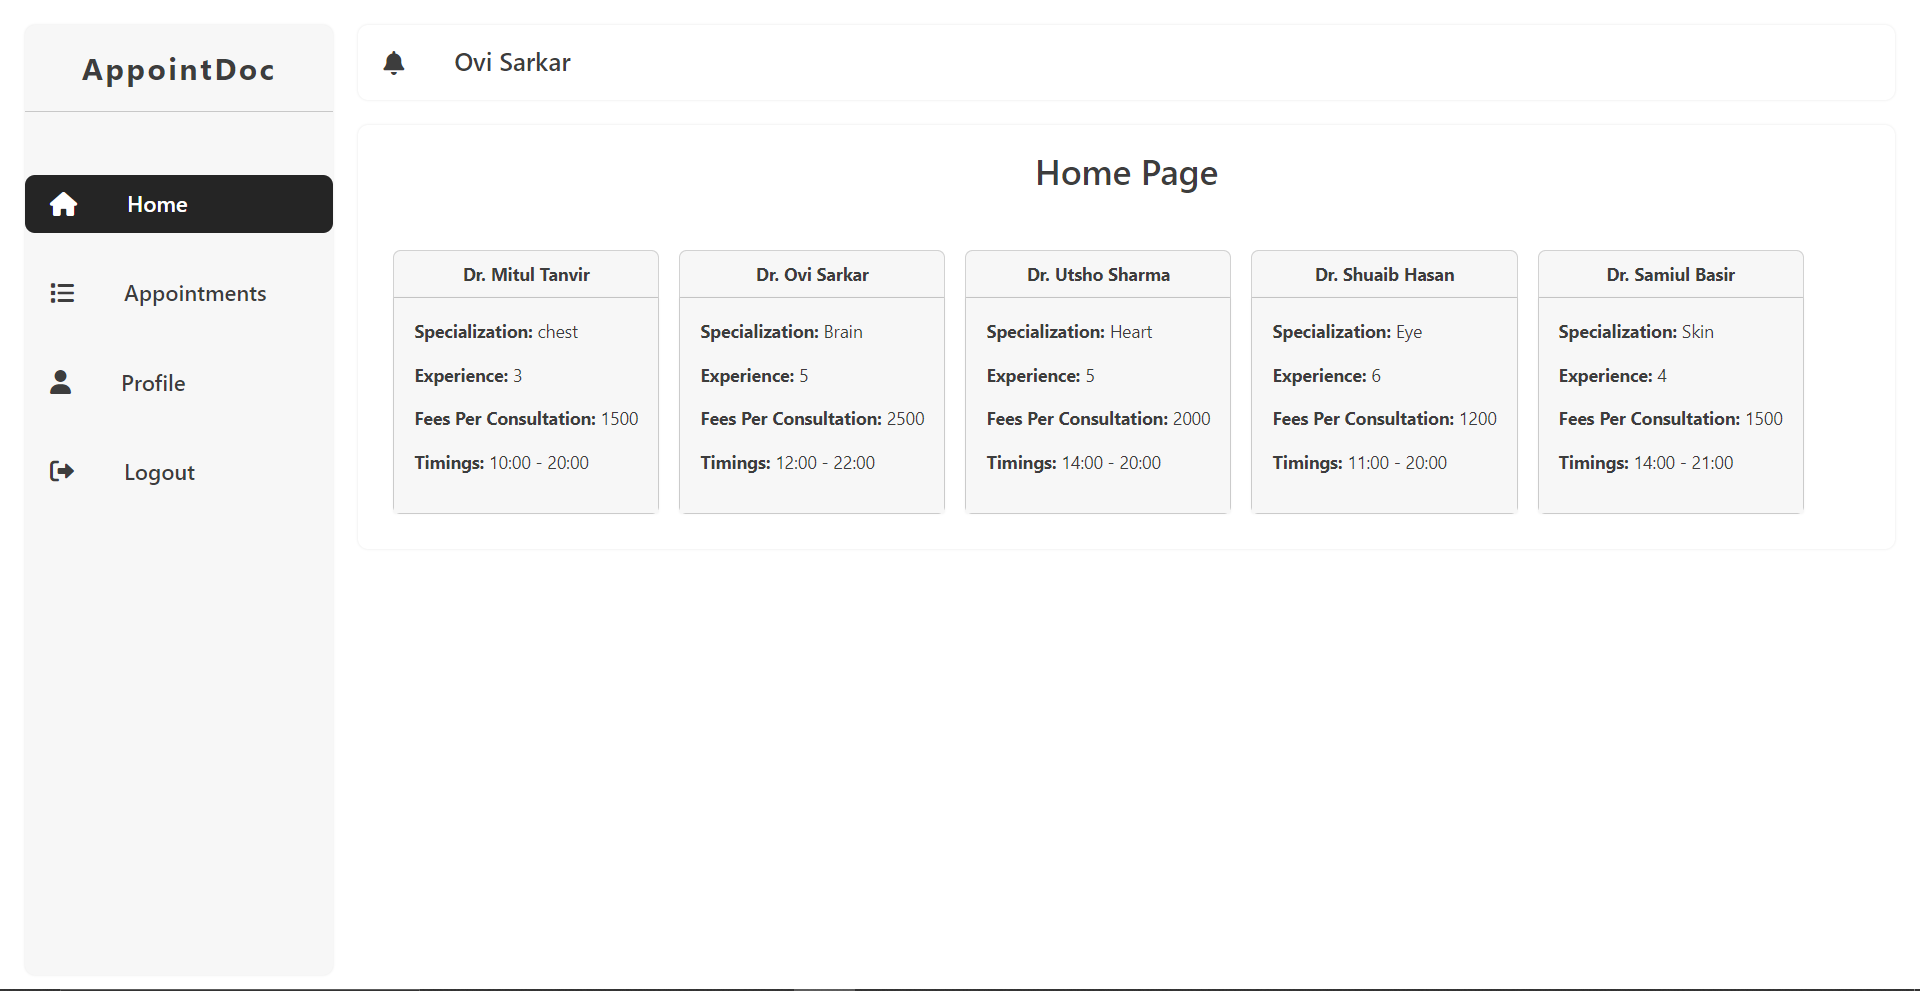 AppointDoc
Home
Appointments
Profile
Logout
Ovi Sarkar
Home Page
Dr. Mitul Tanvir
Specialization: chest
Experience: 3
Fees Per Consultation: 1500
Timings: 10:00 - 20:00
Dr. Ovi Sarkar
Specialization: Brain
Experience: 5
Fees Per Consultation: 2500
Timings: 12:00 - 22:00
Dr. Utsho Sharma
Specialization: Heart
Experience: 5
Fees Per Consultation: 2000
Timings: 14:00 - 20:00
Dr. Shuaib Hasan
Specialization: Eye
Experience: 6
Fees Per Consultation: 1200
Timings: 11:00 - 20:00
Dr. Samiul Basir
Specialization: Skin
Experience: 4
Fees Per Consultation: 1500
Timings: 14:00 - 21:00